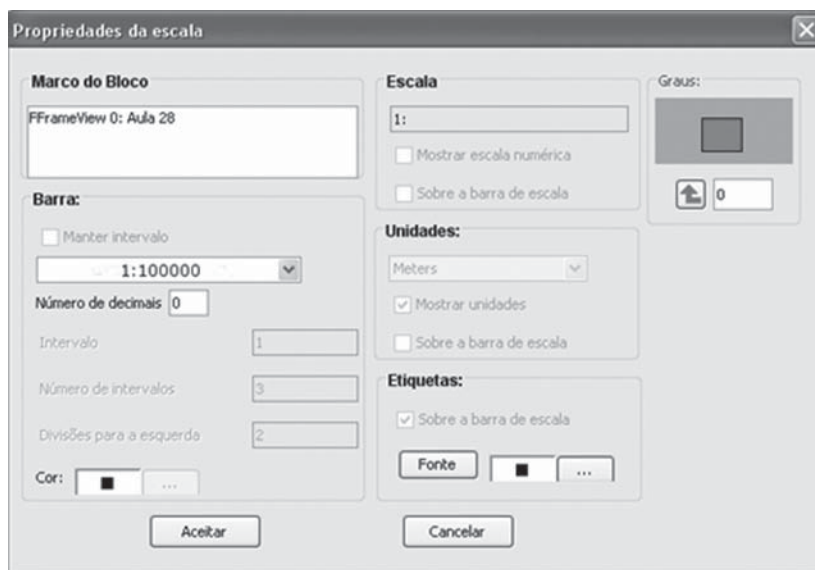 Propriedades da escala
Marco do Bloco
FFrameView 0: Aula 28
Barra:
Manter intervalo
1:100000
Número de decimais 0
Intervalo 1
Número de intervalos 3
Divisões para a esquerda 2
Cor: ...
Escala
1:
Mostrar escala numérica
Sobre a barra de escala
Unidades:
Meters
Mostrar unidades
Sobre a barra de escala
Etiquetas:
Sobre a barra de escala
Fonte ...
Graus:
0
Aceitar
Cancelar